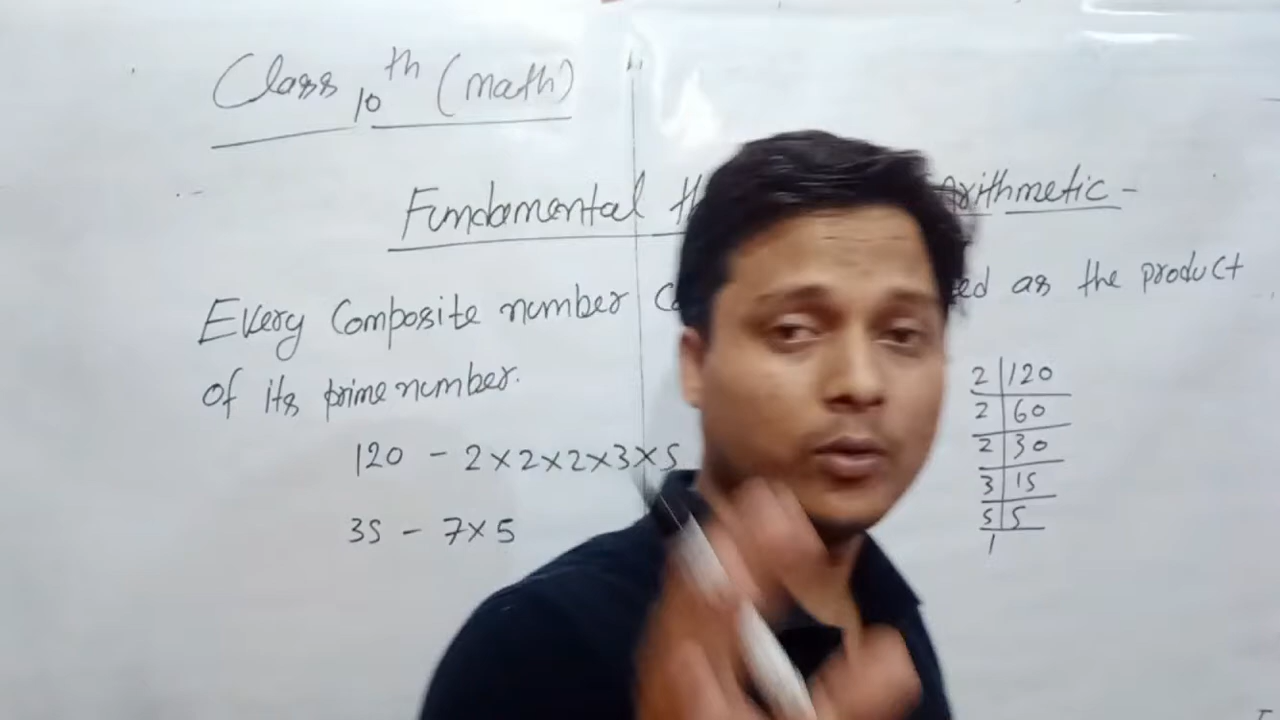 Class 10th (math)
Fundamental Arithmetic -
Every Composite number as the product
of its prime number.
120 - 2×2×2×3×5
35 - 7×5
2|120
2|60
2|30
3|15
5|5
1